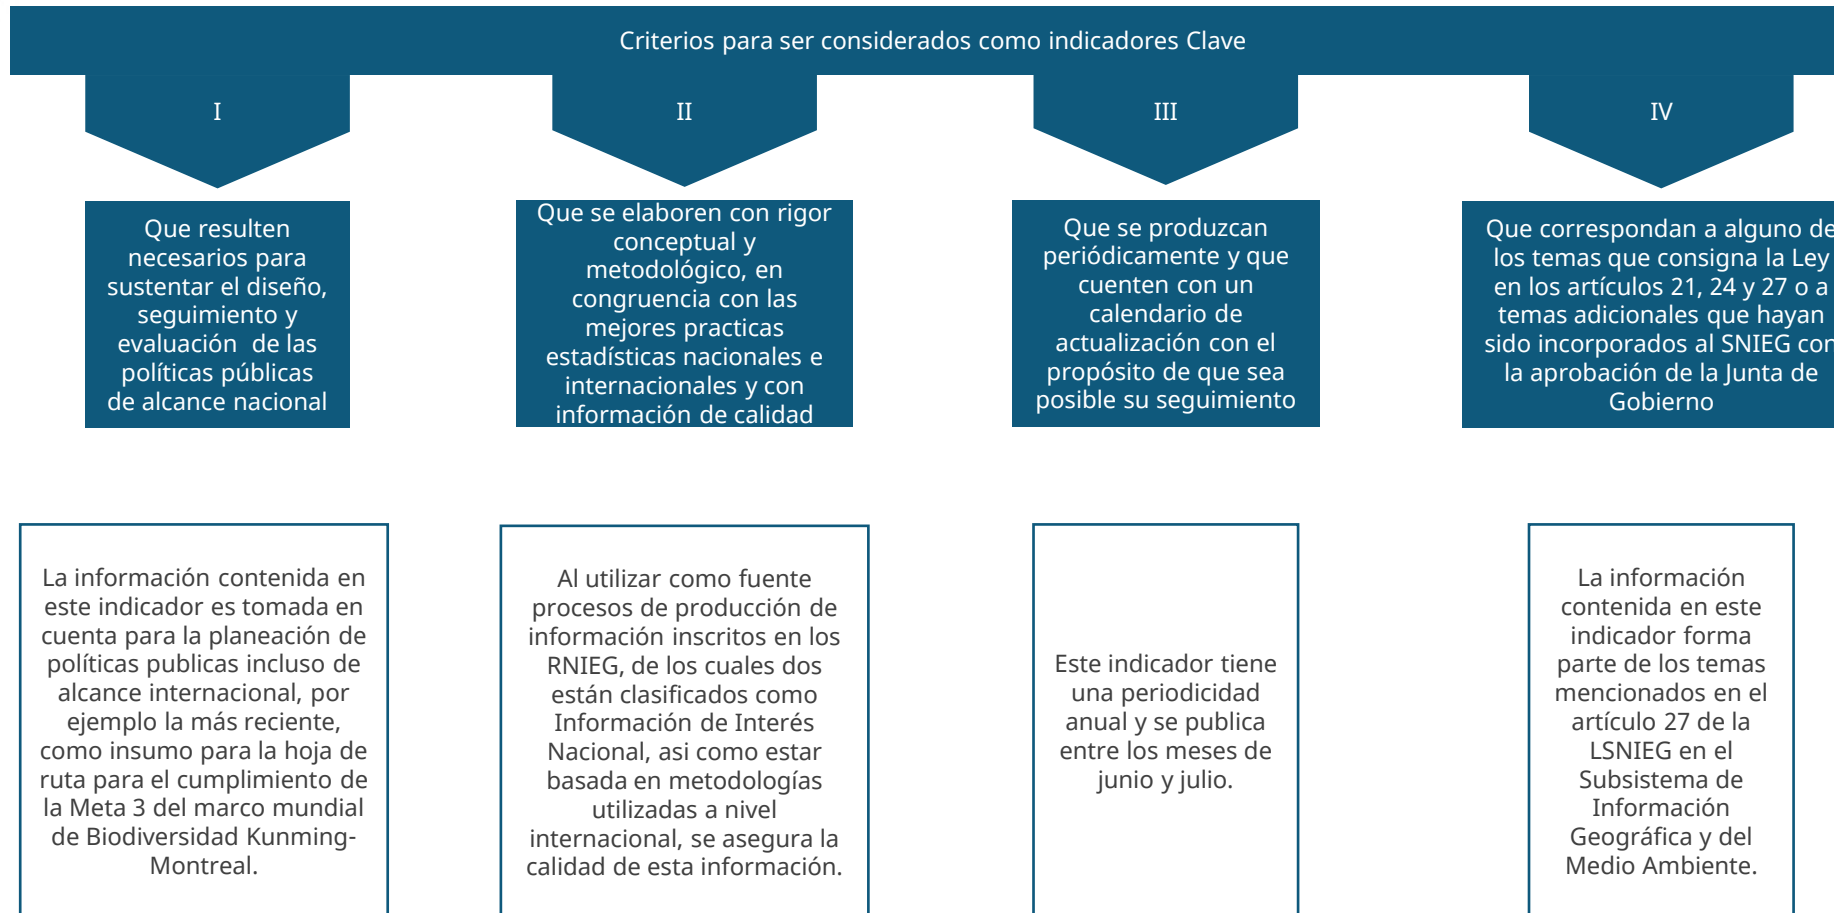 Criterios para ser considerados como indicadores Clave
I
Que resulten
necesarios para
sustentar el diseño,
seguimiento y
evaluación  de las
políticas públicas
de alcance nacional
II
Que se elaboren con rigor
conceptual y
metodológico, en
congruencia con las
mejores practicas
estadísticas nacionales e
internacionales y con
información de calidad
III
Que se produzcan
periódicamente y que
cuenten con un
calendario de
actualización con el
propósito de que sea
posible su seguimiento
IV
Que correspondan a alguno de
los temas que consigna la Ley
en los artículos 21, 24 y 27 o a
temas adicionales que hayan
sido incorporados al SNIEG con
la aprobación de la Junta de
Gobierno
La información contenida en
este indicador es tomada en
cuenta para la planeación de
políticas publicas incluso de
alcance internacional, por
ejemplo la más reciente,
como insumo para la hoja de
ruta para el cumplimiento de
la Meta 3 del marco mundial
de Biodiversidad Kunming-
Montreal.
Al utilizar como fuente
procesos de producción de
información inscritos en los
RNIEG, de los cuales dos
están clasificados como
Información de Interés
Nacional, asi como estar
basada en metodologías
utilizadas a nivel
internacional, se asegura la
calidad de esta información.
Este indicador tiene
una periodicidad
anual y se publica
entre los meses de
junio y julio.
La información
contenida en este
indicador forma
parte de los temas
mencionados en el
artículo 27 de la
LSNIEG en el
Subsistema de
Información
Geográfica y del
Medio Ambiente.